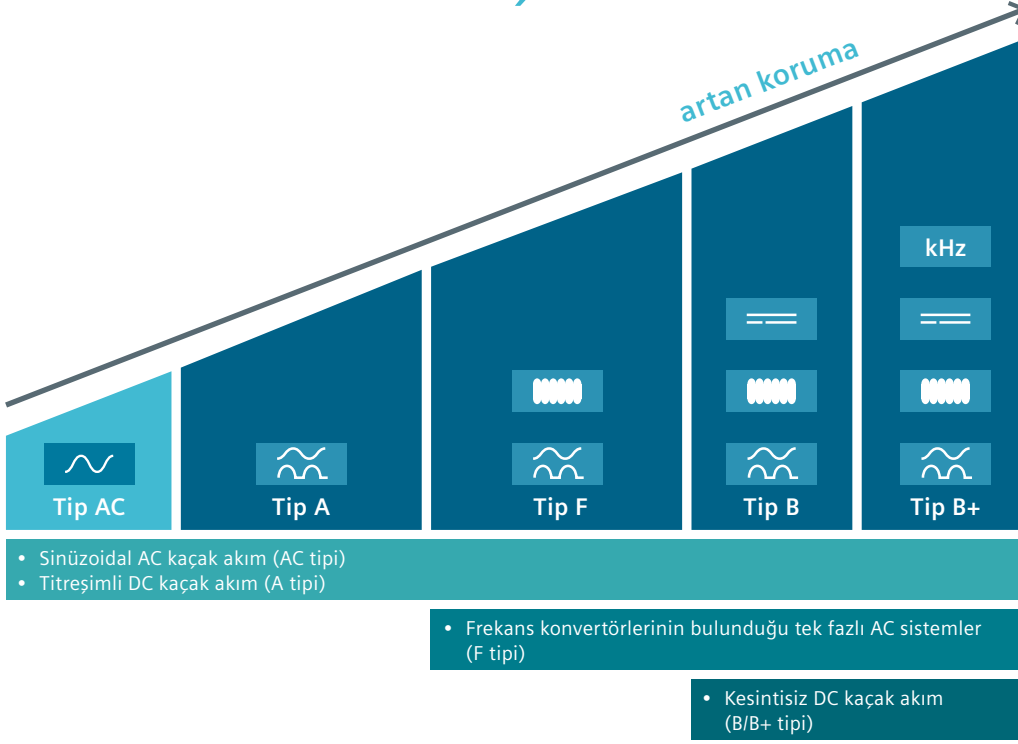 artan koruma
kHz
Tip AC
Tip A
Tip F
Tip B
Tip B+
• Sinüzoidal AC kaçak akım (AC tipi)
• Titreşimli DC kaçak akım (A tipi)
• Frekans konvertörlerinin bulunduğu tek fazlı AC sistemler
(F tipi)
• Kesintisiz DC kaçak akım
(B/B+ tipi)